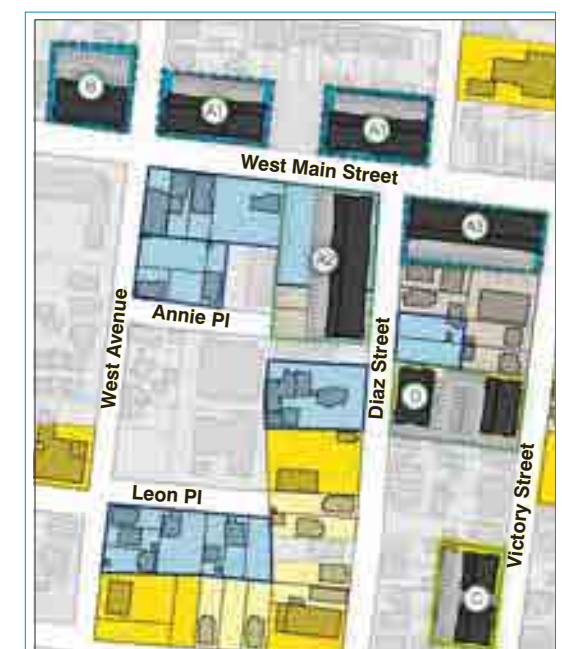 B
A1
A1
West Main Street
A3
A2
Annie Pl
West Avenue
Diaz Street
D
Leon Pl
Victory Street
C